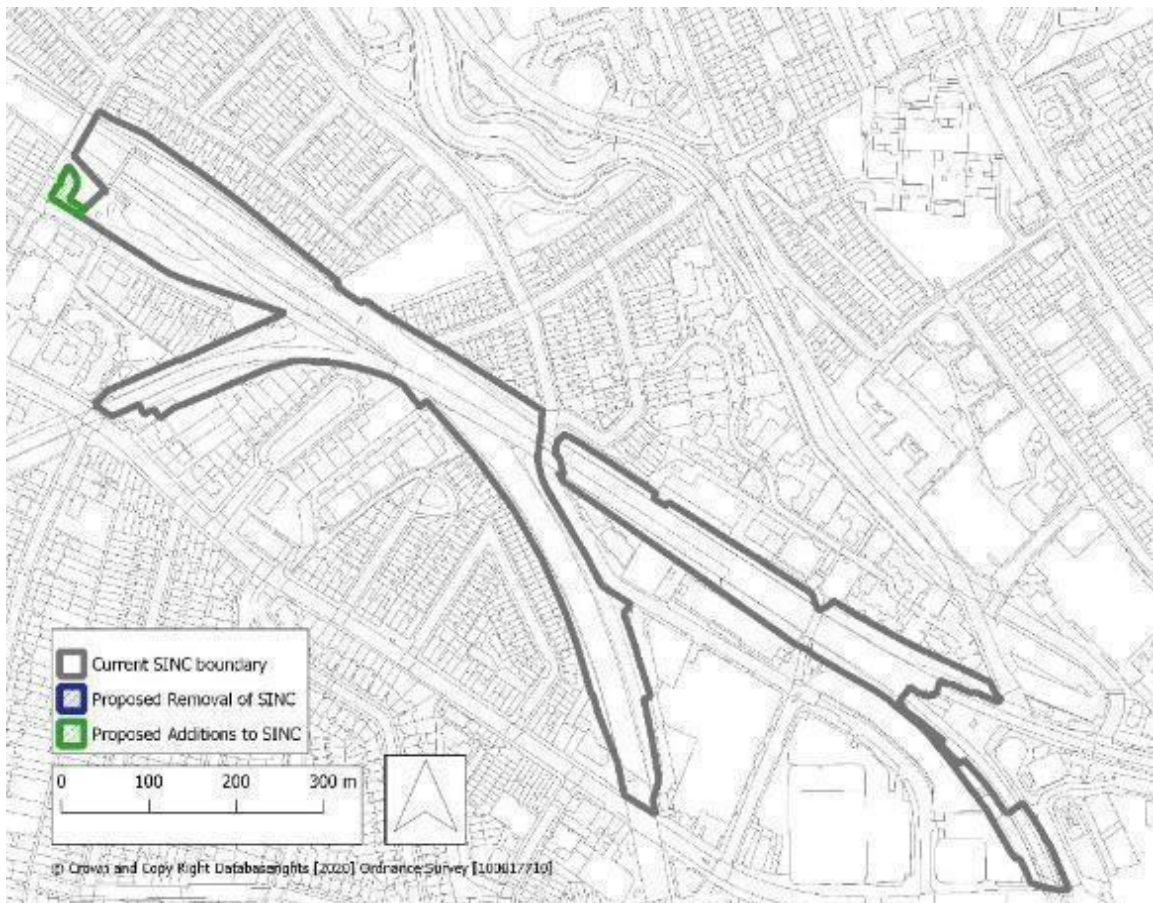 Current SINC boundary
Proposed Removal of SINC
Proposed Additions to SINC
0 100 200 300 m
© Crown and Copy Right Databaserights [2020] Ordnance Survey [100017710]